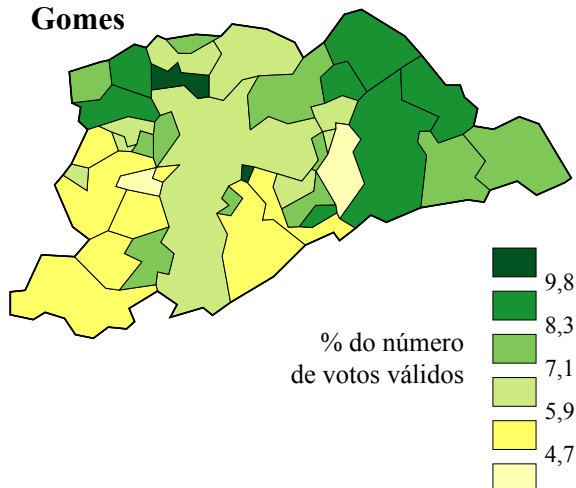 Gomes
% do número
de votos válidos
9,8
8,3
7,1
5,9
4,7